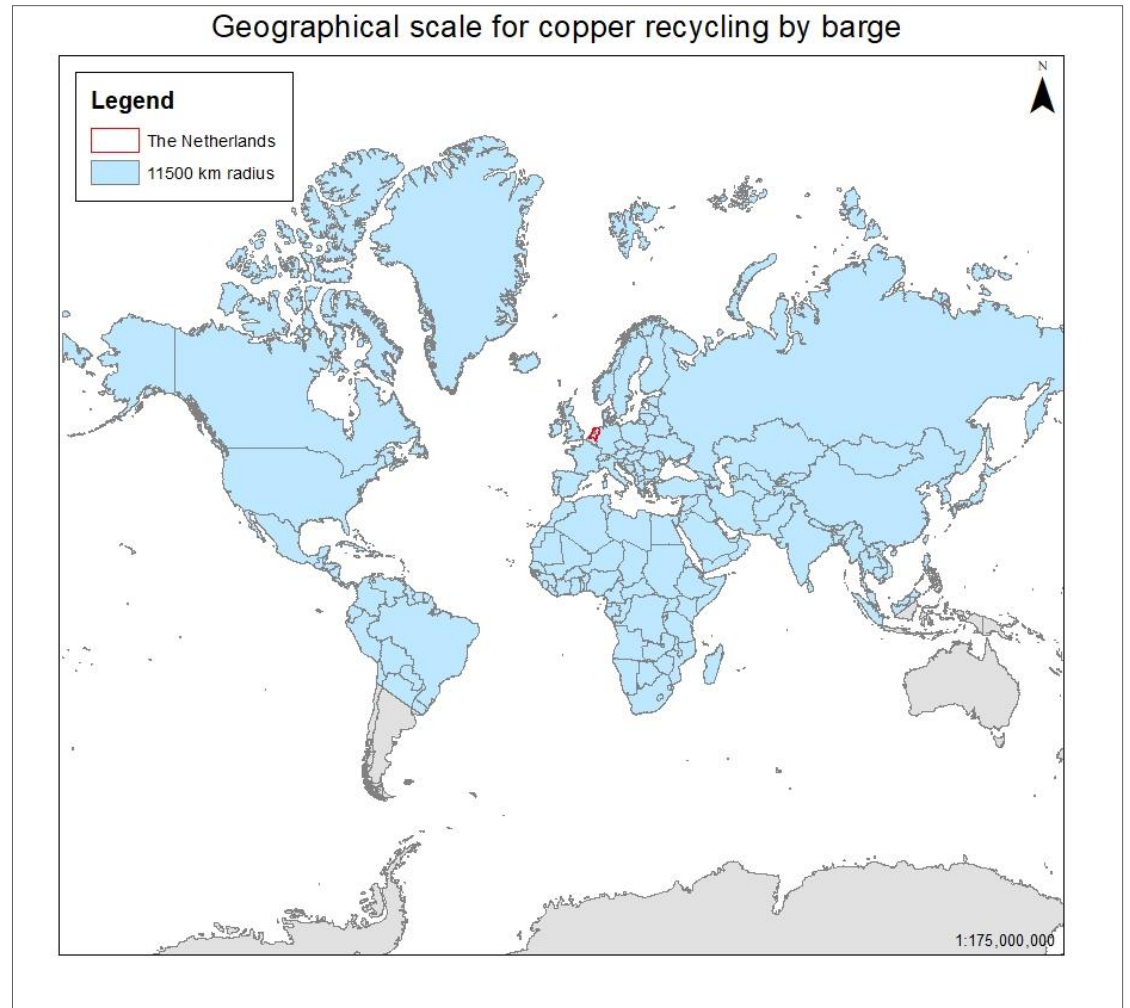 Geographical scale for copper recycling by barge
N
Legend
The Netherlands
11500 km radius
1:175,000,000